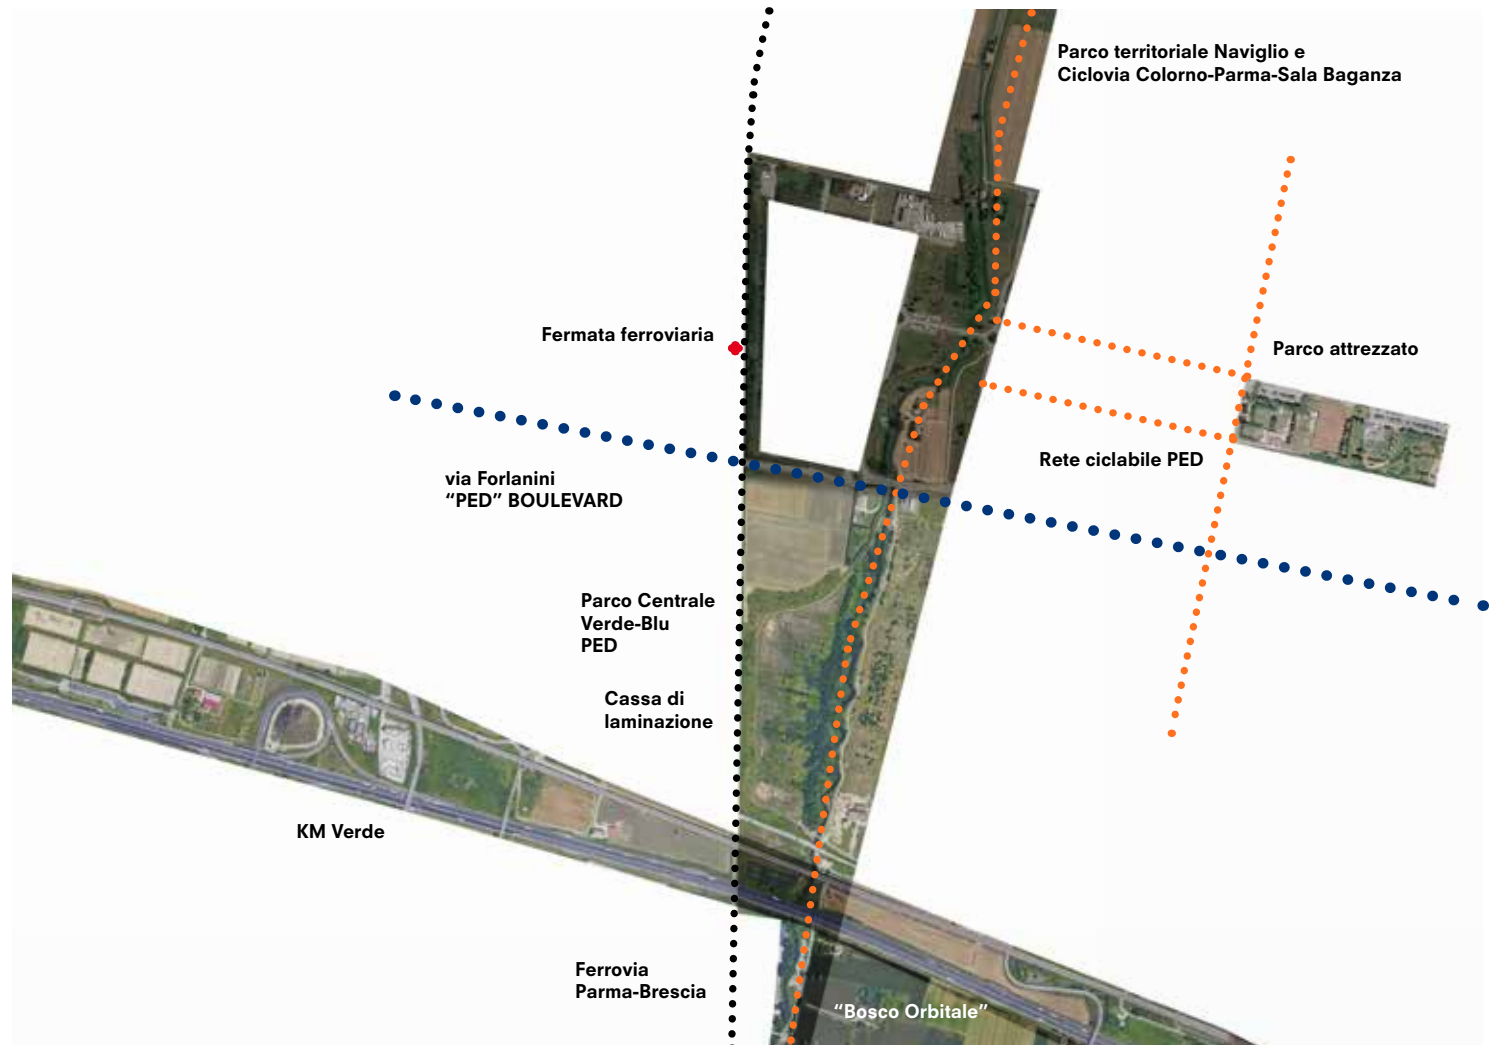 Parco territoriale Naviglio e
Ciclovia Colorno-Parma-Sala Baganza
Fermata ferroviaria
Parco attrezzato
Rete ciclabile PED
via Forlanini
“PED” BOULEVARD
Parco Centrale
Verde-Blu
PED
Cassa di
laminazione
KM Verde
Ferrovia
Parma-Brescia
“Bosco Orbitale”